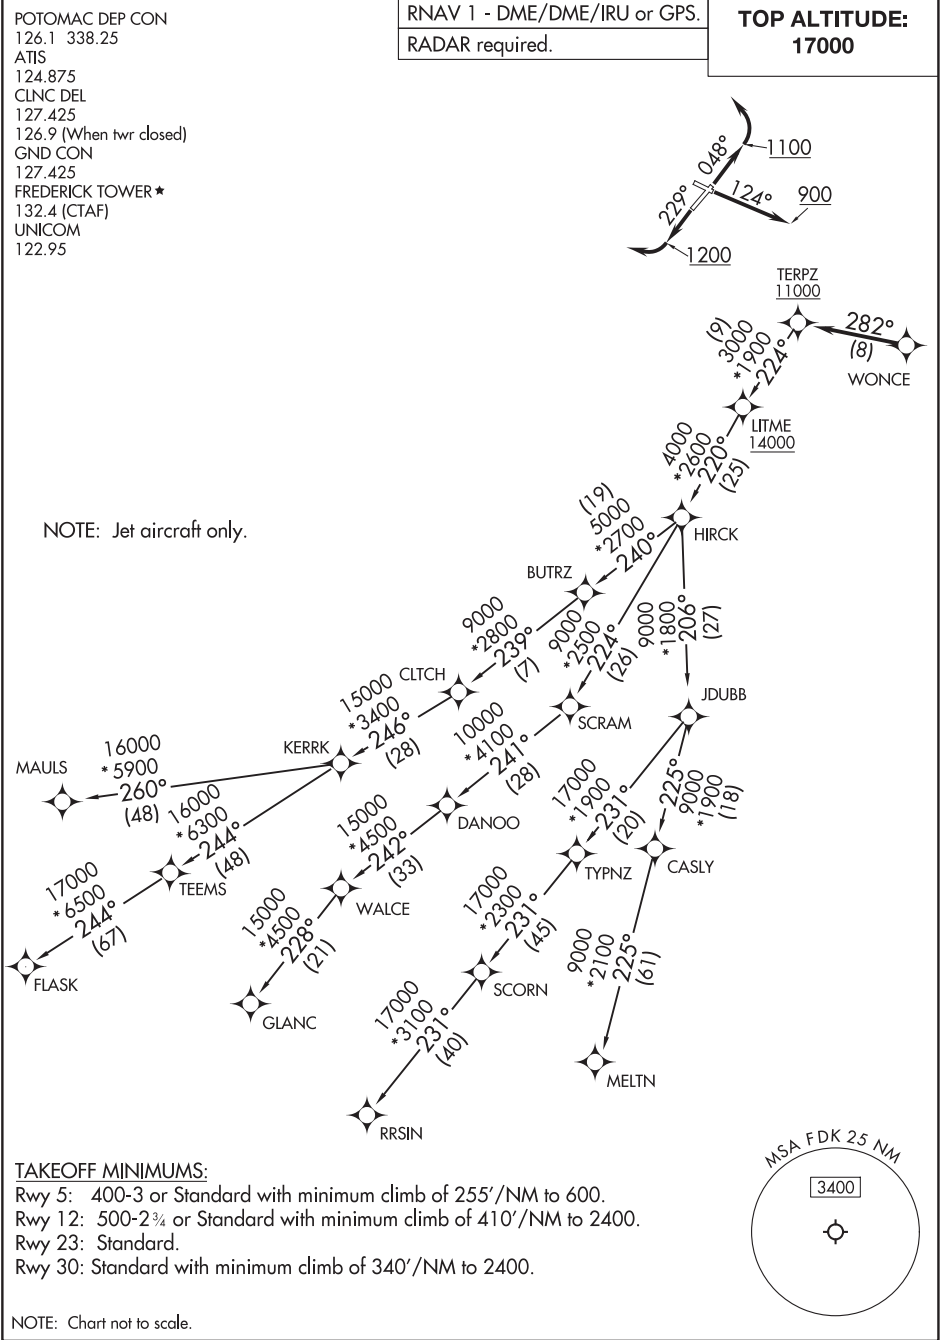 POTOMAC DEP CON
126.1 338.25
ATIS
124.875
CLNC DEL
127.425
126.9 (When twr closed)
GND CON
127.425
FREDERICK TOWER★
132.4 (CTAF)
UNICOM
122.95
RNAV 1 - DME/DME/IRU or GPS.
RADAR required.
TOP ALTITUDE:
17000
048°
1100
124°
900
229°
1200
TERPZ
11000
282°
(8)
WONCE
(9)
3000
*1900
224°
LITME
14000
4000
*2600
220°
(25)
HIRCK
NOTE: Jet aircraft only.
(19)
5000
*2700
240°
BUTRZ
9000
*2800
239°
(7)
9000
*2500
224°
(26)
9000
*1800
206°
(27)
CLTCH
SCRAM
JDUBB
15000
*3400
246°
(28)
KERRK
10000
*4100
241°
(28)
DANOO
MAULS
16000
*5900
260°
(48)
16000
*6300
244°
(48)
TEEMS
15000
*4500
242°
(33)
WALCE
17000
*1900
231°
(20)
TYPNZ
225°
9000
*1900
(18)
CASLY
17000
*6500
244°
(67)
FLASK
15000
*4500
228°
(21)
GLANC
17000
*2300
231°
(45)
SCORN
9000
*2100
225°
(61)
MELTN
17000
*3100
231°
(40)
RRSIN
TAKEOFF MINIMUMS:
Rwy 5: 400-3 or Standard with minimum climb of 255'/NM to 600.
Rwy 12: 500-2¾ or Standard with minimum climb of 410'/NM to 2400.
Rwy 23: Standard.
Rwy 30: Standard with minimum climb of 340'/NM to 2400.
MSA FDK 25 NM
3400
NOTE: Chart not to scale.